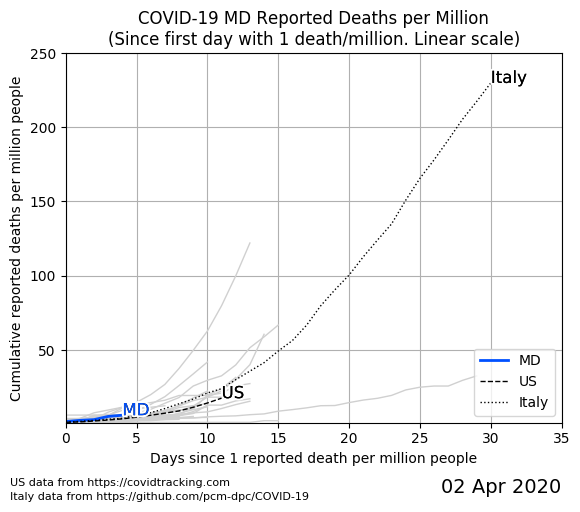 COVID-19 MD Reported Deaths per Million
(Since first day with 1 death/million. Linear scale)
Cumulative reported deaths per million people
250
200
150
100
50
Italy
US
MD
MD
US
Italy
0 5 10 15 20 25 30 35
Days since 1 reported death per million people
US data from https://covidtracking.com
Italy data from https://github.com/pcm-dpc/COVID-19
02 Apr 2020